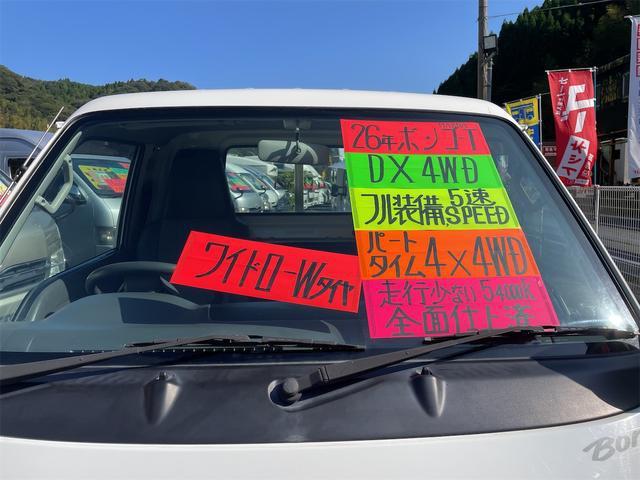 26年ボンゴT
DX 4WD
フル装備, 5速SPEED
パートタイム 4×4WD
走行少ない 54000K
全面仕上済
ワイドロー Wタイヤ
Bon